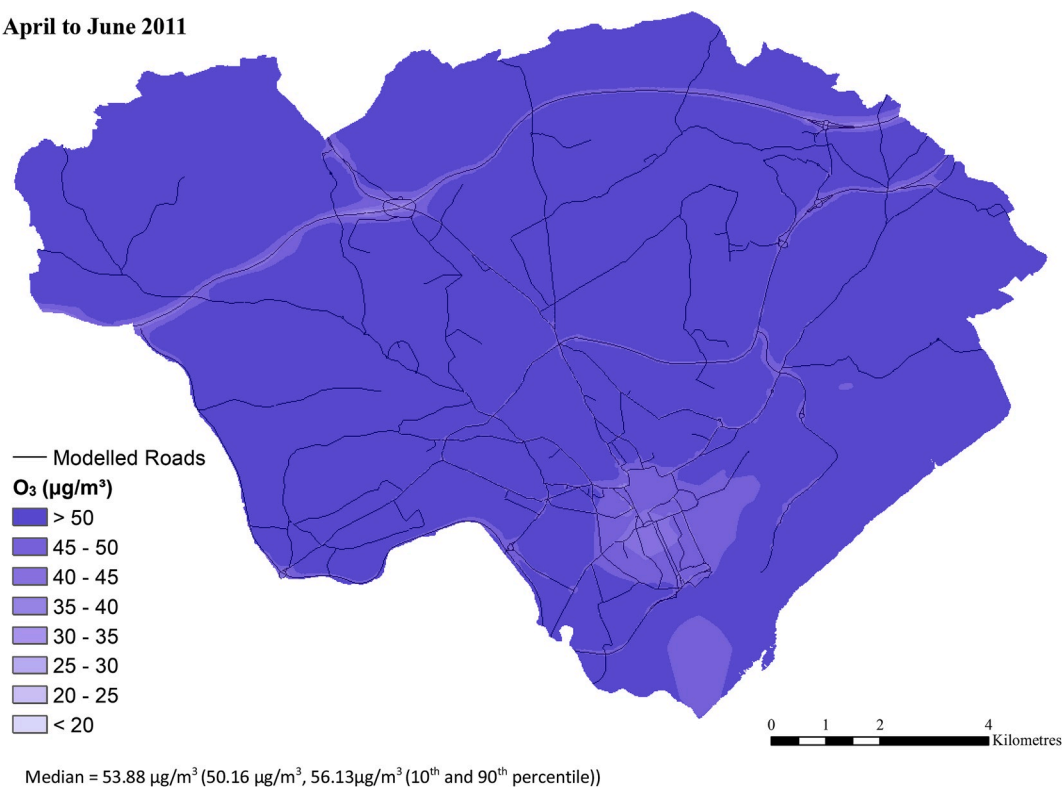 April to June 2011
Modelled Roads
O₃ (µg/m³)
> 50
45 - 50
40 - 45
35 - 40
30 - 35
25 - 30
20 - 25
< 20
0 1 2 4
Kilometres
Median = 53.88 µg/m³ (50.16 µg/m³, 56.13µg/m³ (10th and 90th percentile))